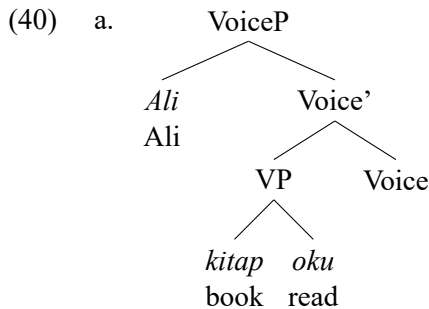 (40) a. VoiceP
Ali Voice’
Ali
VP Voice
kitap oku
book read